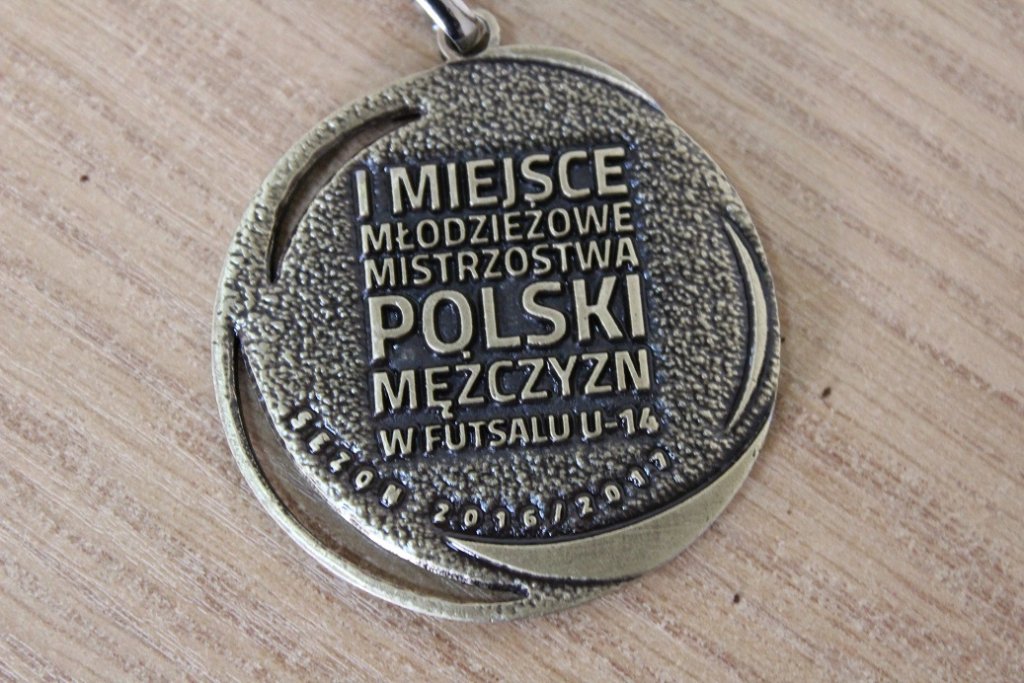 I MIEJSCE
MŁODZIEŻOWE
MISTRZOSTWA
POLSKI
MĘŻCZYZN
W FUTSALU U-14
SEZON 2016/2017